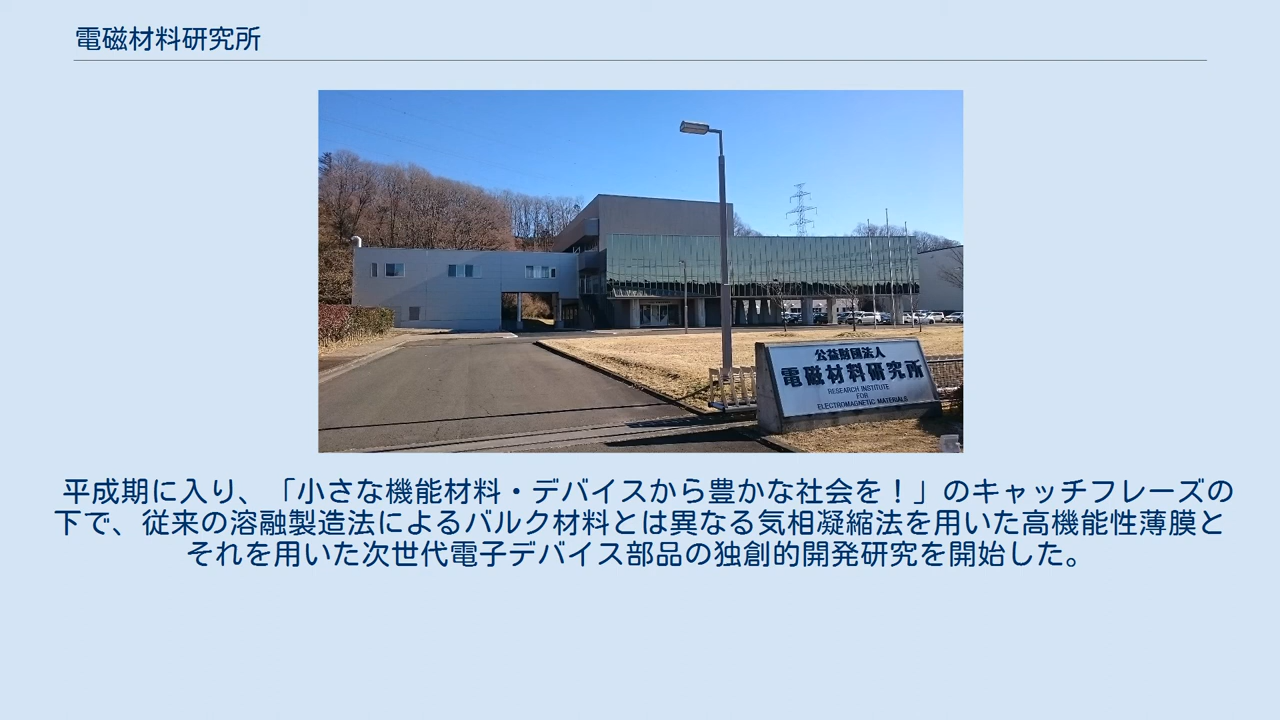 電磁材料研究所
公益財団法人
電磁材料研究所
RESEARCH INSTITUTE
FOR
ELECTROMAGNETIC MATERIALS
平成期に入り、「小さな機能材料・デバイスから豊かな社会を！」のキャッチフレーズの
下で、従来の溶融製造法によるバルク材料とは異なる気相凝縮法を用いた高機能性薄膜と
それを用いた次世代電子デバイス部品の独創的開発研究を開始した。